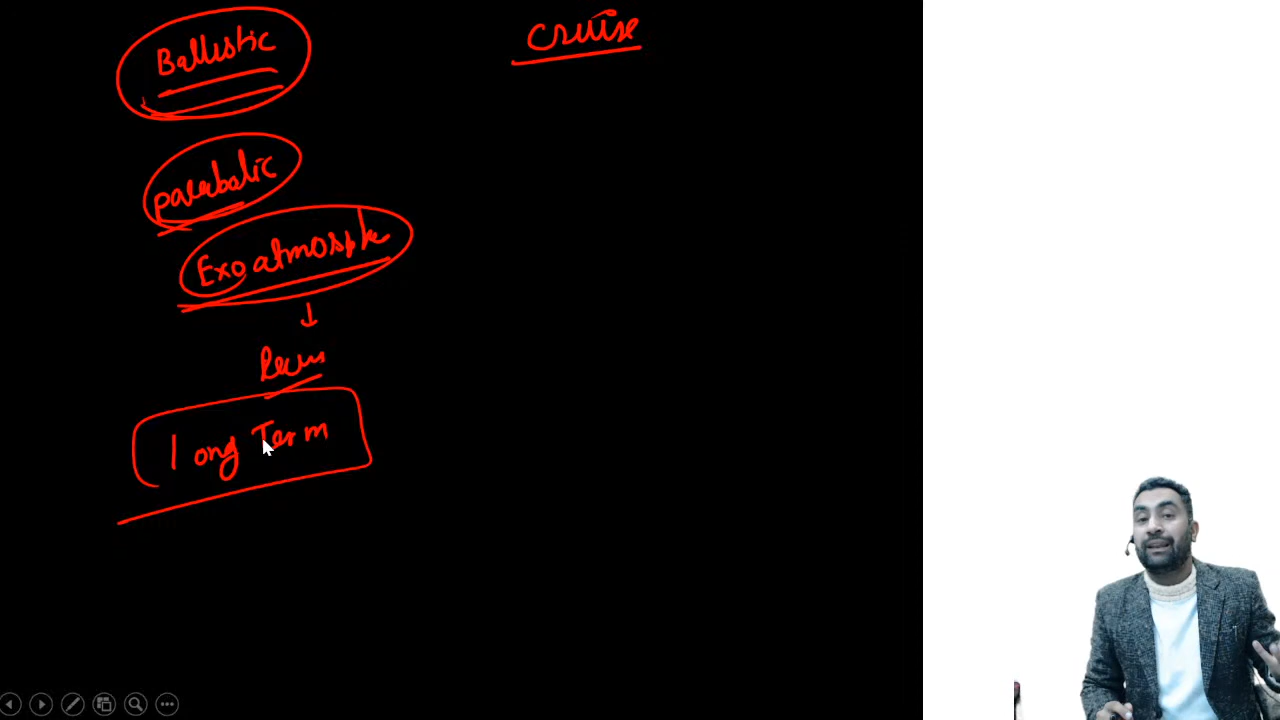 Ballistic
cruise
parabolic
Exoatmosphe
Long Term